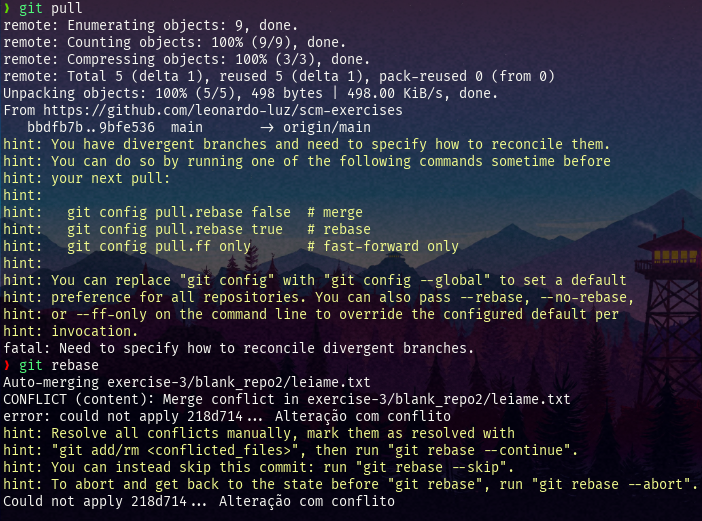 ❯ git pull
remote: Enumerating objects: 9, done.
remote: Counting objects: 100% (9/9), done.
remote: Compressing objects: 100% (3/3), done.
remote: Total 5 (delta 1), reused 5 (delta 1), pack-reused 0 (from 0)
Unpacking objects: 100% (5/5), 498 bytes | 498.00 KiB/s, done.
From https://github.com/leonardo-luz/scm-exercises
   bbdfb7b..9bfe536  main       -> origin/main
hint: You have divergent branches and need to specify how to reconcile them.
hint: You can do so by running one of the following commands sometime before
hint: your next pull:
hint:
hint:   git config pull.rebase false  # merge
hint:   git config pull.rebase true   # rebase
hint:   git config pull.ff only       # fast-forward only
hint:
hint: You can replace "git config" with "git config --global" to set a default
hint: preference for all repositories. You can also pass --rebase, --no-rebase,
hint: or --ff-only on the command line to override the configured default per
hint: invocation.
fatal: Need to specify how to reconcile divergent branches.
❯ git rebase
Auto-merging exercise-3/blank_repo2/leiame.txt
CONFLICT (content): Merge conflict in exercise-3/blank_repo2/leiame.txt
error: could not apply 218d714... Alteração com conflito
hint: Resolve all conflicts manually, mark them as resolved with
hint: "git add/rm <conflicted_files>", then run "git rebase --continue".
hint: You can instead skip this commit: run "git rebase --skip".
hint: To abort and get back to the state before "git rebase", run "git rebase --abort".
Could not apply 218d714... Alteração com conflito